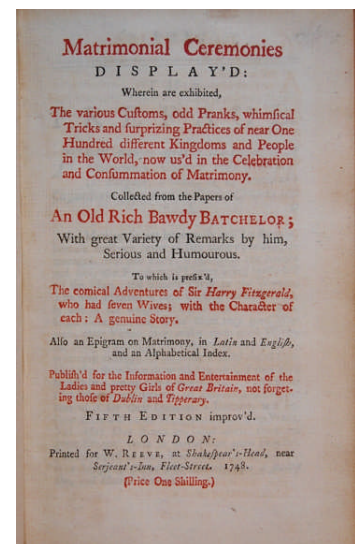 Matrimonial Ceremonies
DISPLAY'D:
Wherein are exhibited,
The various Cuſtoms, odd Pranks, whimſical
Tricks and ſurprizing Practices of near One
Hundred different Kingdoms and People
in the World, now us'd in the Celebration
and Conſummation of Matrimony.
Collected from the Papers of
An Old Rich Bawdy BATCHELOR;
With great Variety of Remarks by him,
Serious and Humourous.
To which is prefix'd,
The comical Adventures of Sir Harry Fitzgerald,
who had ſeven Wives; with the Character of
each: A genuine Story.
Alſo an Epigram on Matrimony, in Latin and Engliſh,
and an Alphabetical Index.
Publiſh'd for the Information and Entertainment of the
Ladies and pretty Girls of Great Britain, not forget-
ing thoſe of Dublin and Tipperary.
FIFTH EDITION improv'd.
LONDON:
Printed for W. REEVE, at Shakeſpear's-Head, near
Serjeant's-Inn, Fleet-Street. 1748.
(Price One Shilling.)